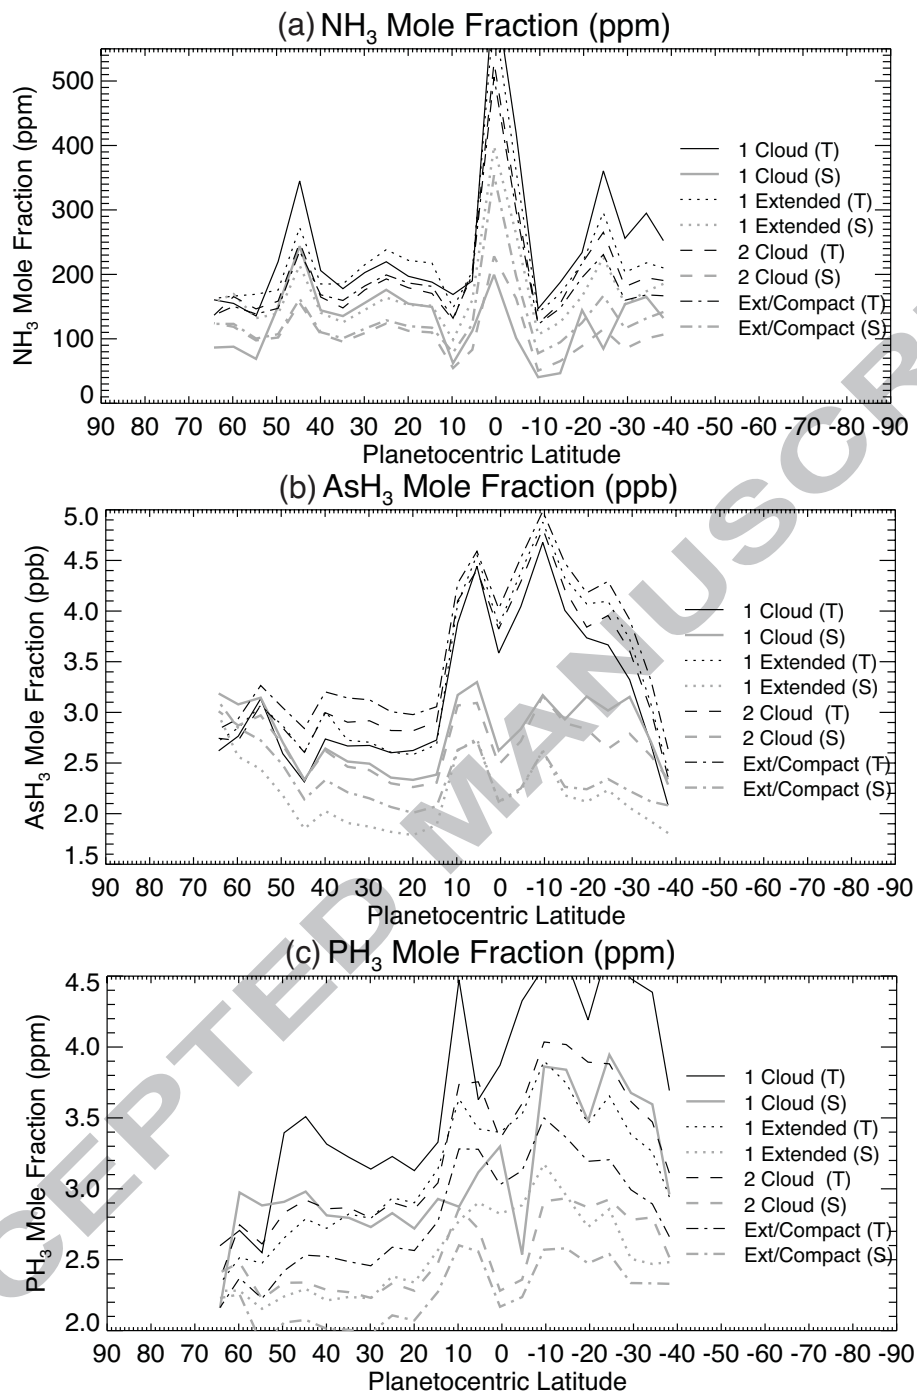 (a) NH3 Mole Fraction (ppm)
NH3 Mole Fraction (ppm)
500
400
300
200
100
0
1 Cloud (T)
1 Cloud (S)
1 Extended (T)
1 Extended (S)
2 Cloud (T)
2 Cloud (S)
Ext/Compact (T)
Ext/Compact (S)
90 80 70 60 50 40 30 20 10 0 -10 -20 -30 -40 -50 -60 -70 -80 -90
Planetocentric Latitude
(b) AsH3 Mole Fraction (ppb)
AsH3 Mole Fraction (ppb)
5.0
4.5
4.0
3.5
3.0
2.5
2.0
1.5
1 Cloud (T)
1 Cloud (S)
1 Extended (T)
1 Extended (S)
2 Cloud (T)
2 Cloud (S)
Ext/Compact (T)
Ext/Compact (S)
90 80 70 60 50 40 30 20 10 0 -10 -20 -30 -40 -50 -60 -70 -80 -90
Planetocentric Latitude
(c) PH3 Mole Fraction (ppm)
PH3 Mole Fraction (ppm)
4.5
4.0
3.5
3.0
2.5
2.0
1 Cloud (T)
1 Cloud (S)
1 Extended (T)
1 Extended (S)
2 Cloud (T)
2 Cloud (S)
Ext/Compact (T)
Ext/Compact (S)
90 80 70 60 50 40 30 20 10 0 -10 -20 -30 -40 -50 -60 -70 -80 -90
Planetocentric Latitude
CEPTED MANUSCR